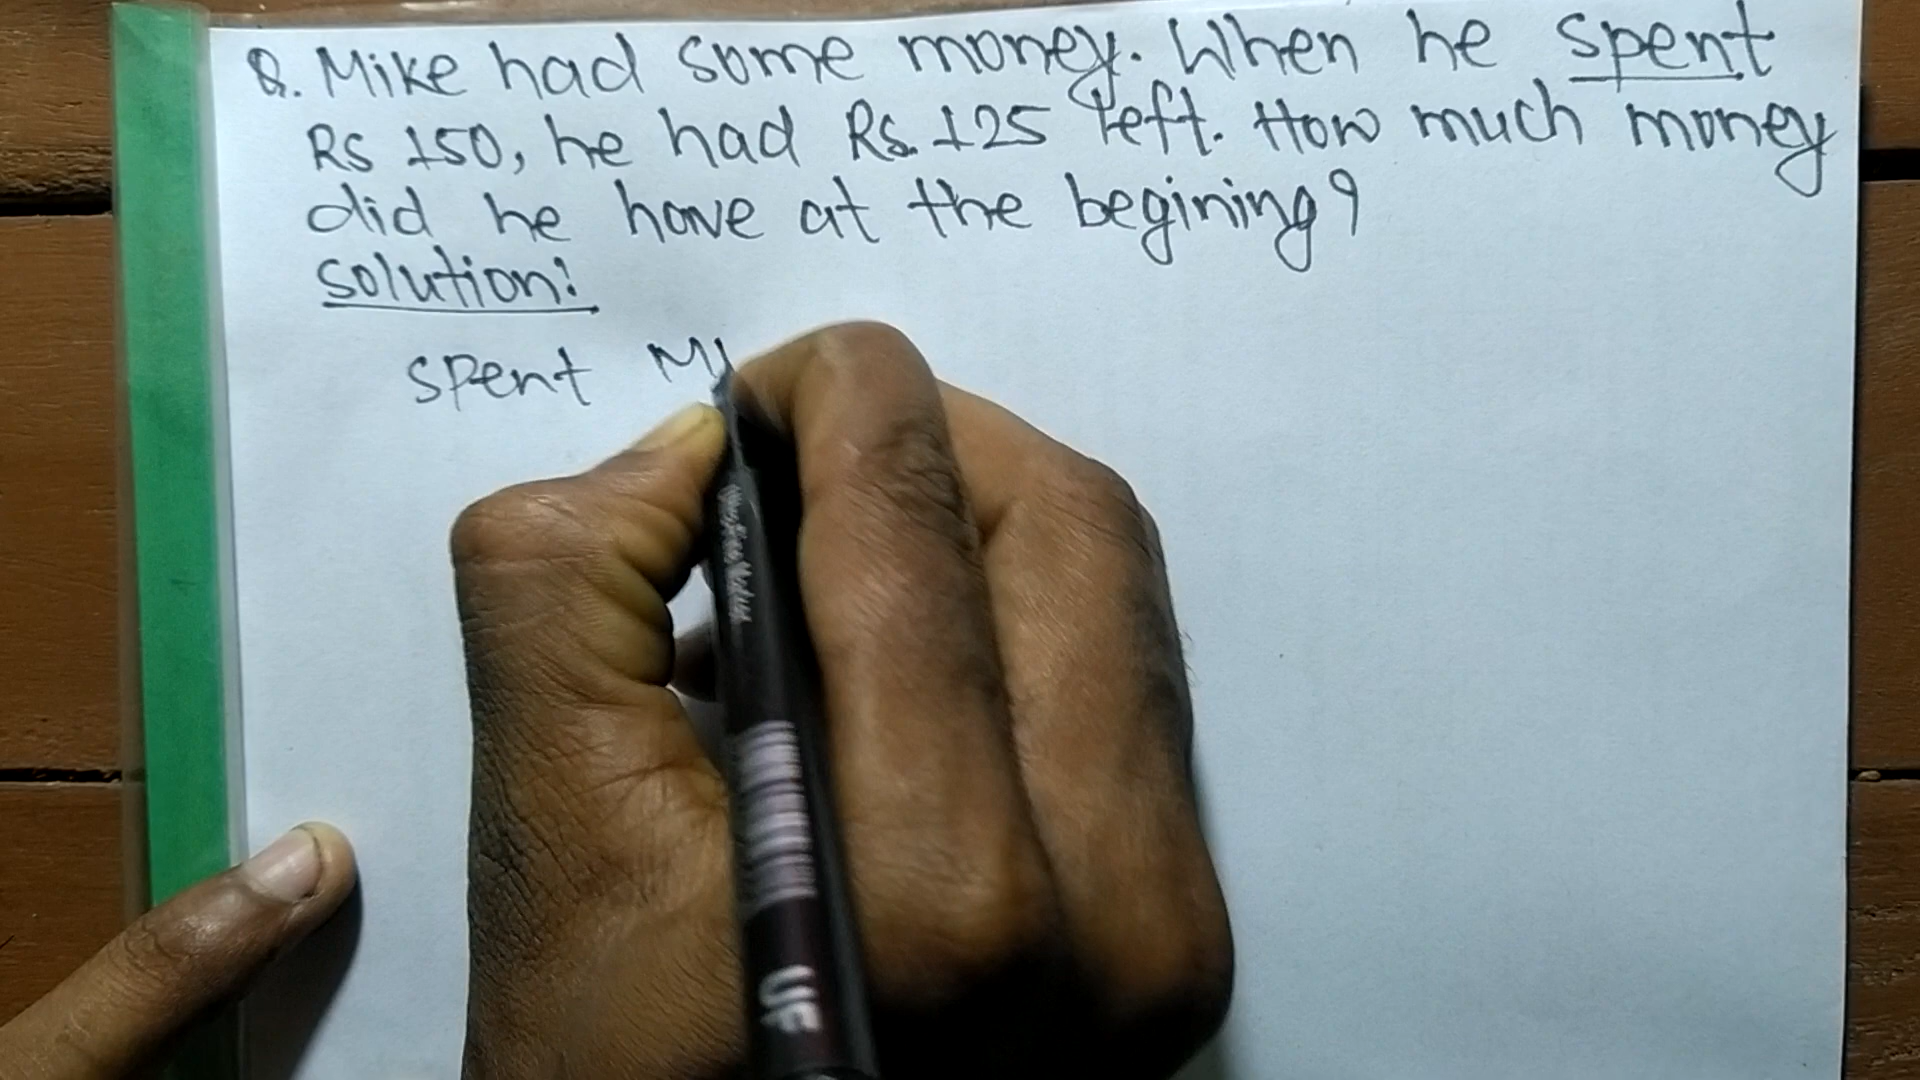 Q. Mike had some money. When he spent
Rs 150, he had Rs. 125 left. How much money
did he have at the begining?
solution:
spent M
UF